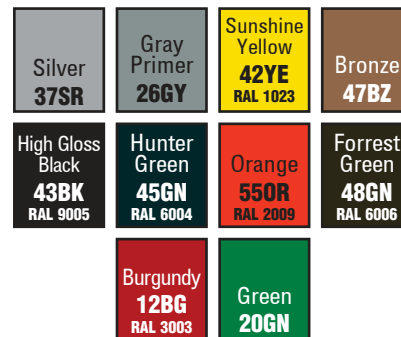 Silver
37SR
Gray
Primer
26GY
Sunshine
Yellow
42YE
RAL 1023
Bronze
47BZ
High Gloss
Black
43BK
RAL 9005
Hunter
Green
45GN
RAL 6004
Orange
55OR
RAL 2009
Forrest
Green
48GN
RAL 6006
Burgundy
12BG
RAL 3003
Green
20GN